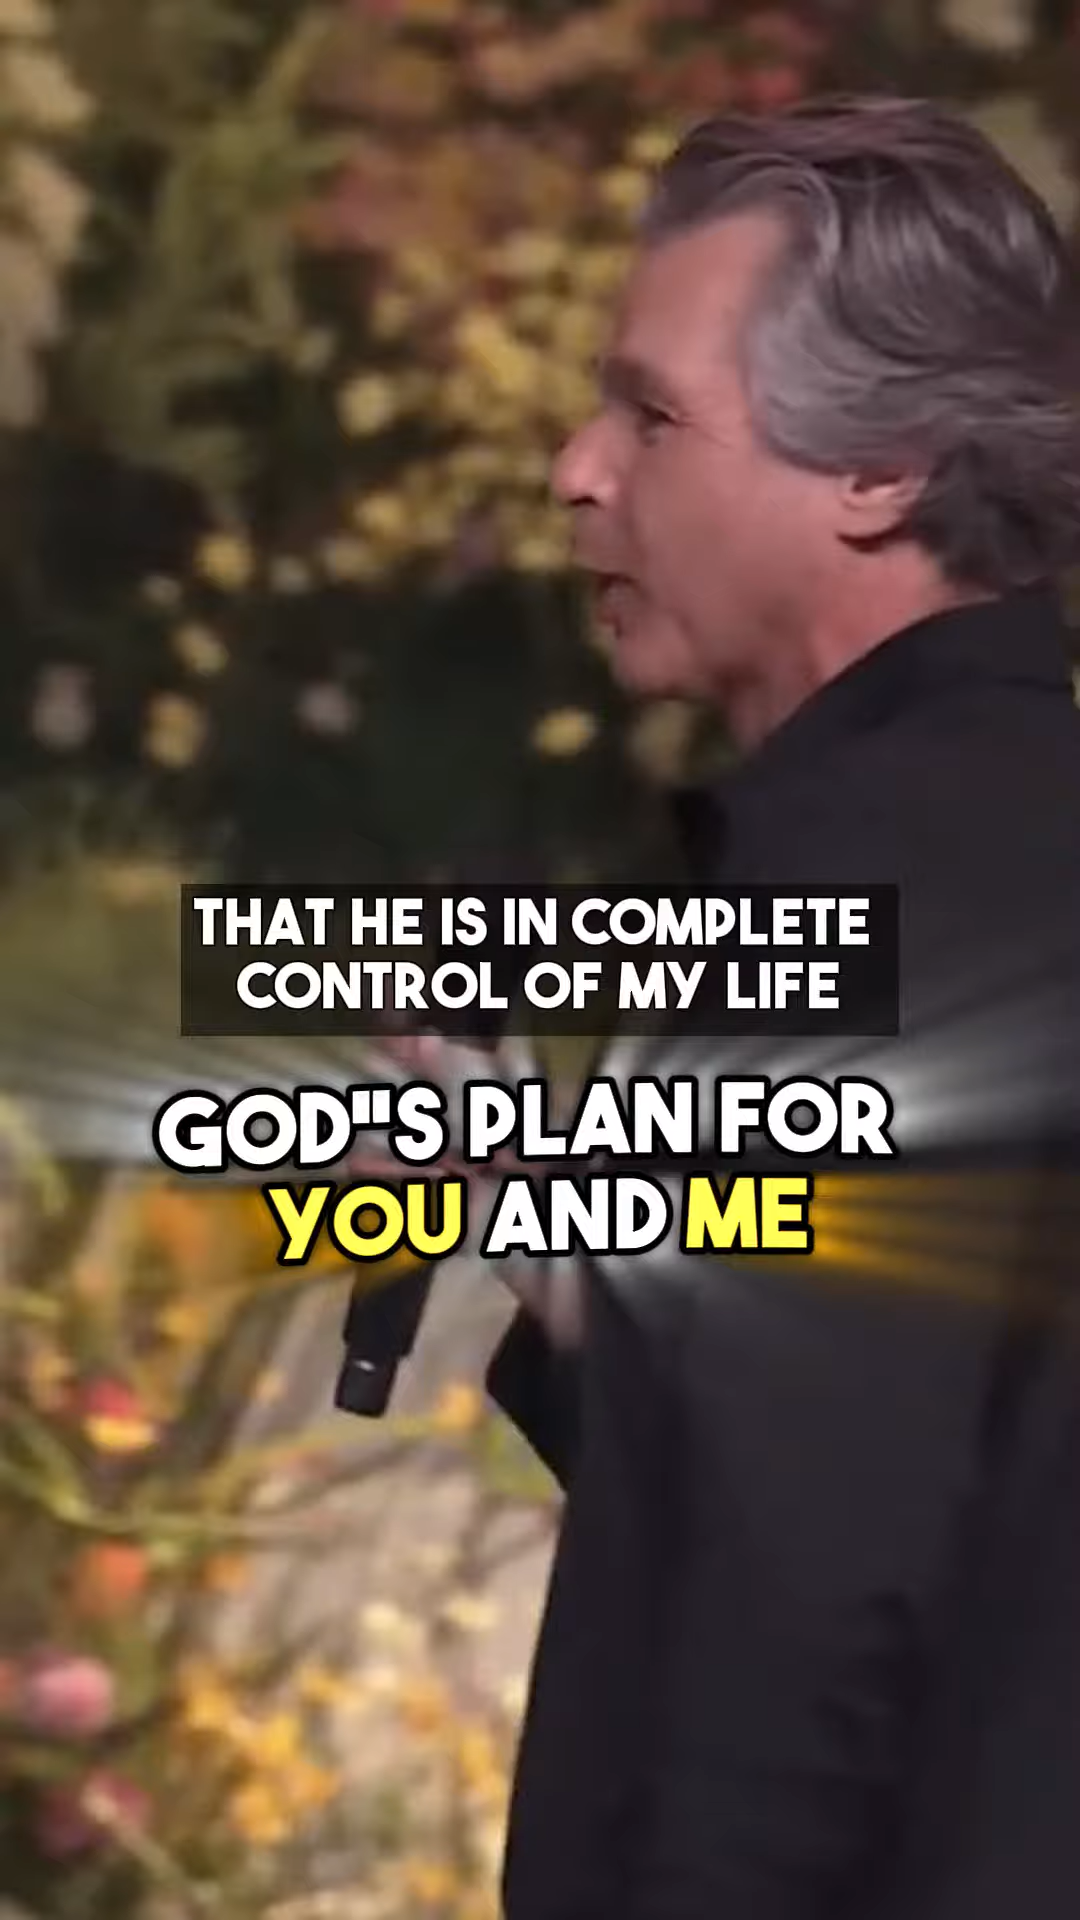 THAT HE IS IN COMPLETE
CONTROL OF MY LIFE
GOD"S PLAN FOR
YOU AND ME